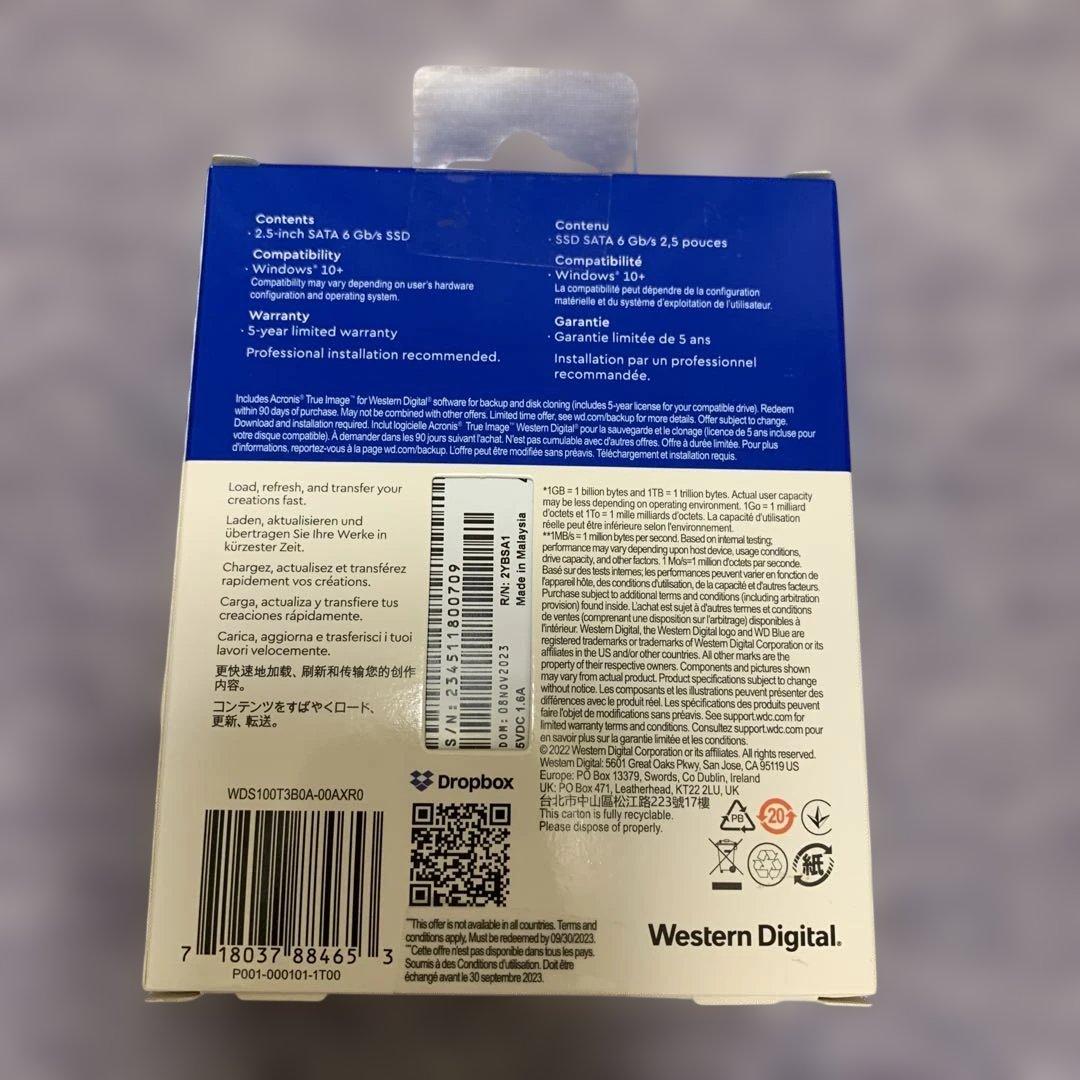 Contents
· 2.5-inch SATA 6 Gb/s SSD
Compatibility
· Windows® 10+
Compatibility may vary depending on user's hardware
configuration and operating system.
Warranty
· 5-year limited warranty
Professional installation recommended.
Contenu
· SSD SATA 6 Gb/s 2,5 pouces
Compatibilité
· Windows® 10+
La compatibilité peut dépendre de la configuration
matérielle et du système d'exploitation de l'utilisateur.
Garantie
· Garantie limitée de 5 ans
Installation par un professionnel
recommandée.
Includes Acronis® True Image™ for Western Digital® software for backup and disk cloning (includes 5-year license for your compatible drive). Redeem
within 90 days of purchase. May not be combined with other offers. Limited time offer, see wd.com/backup for more details. Offer subject to change.
Download and installation required. Inclut logicielle Acronis® True Image™ Western Digital® pour la sauvegarde et le clonage (licence de 5 ans incluse pour
votre disque compatible). À demander dans les 90 jours suivant l'achat. N'est pas cumulable avec d'autres offres. Offre à durée limitée. Pour plus
d'informations, reportez-vous à la page wd.com/backup. L'offre peut être modifiée sans préavis. Téléchargement et installation requis.
Load, refresh, and transfer your
creations fast.
Laden, aktualisieren und
übertragen Sie Ihre Werke in
kürzester Zeit.
Chargez, actualisez et transférez
rapidement vos créations.
Carga, actualiza y transfiere tus
creaciones rápidamente.
Carica, aggiorna e trasferisci i tuoi
lavori velocemente.
更快速地加载、刷新和传输您的创作
内容。
コンテンツをすばやくロード、
更新、転送。
S/N: 234511800709
DOM: 08NOV2023
5VDC 1.6A
R/N: 2YBSA1
Made in Malaysia
*1GB = 1 billion bytes and 1TB = 1 trillion bytes. Actual user capacity
may be less depending on operating environment. 1Go = 1 milliard
d'octets et 1To = 1 mille milliards d'octets. La capacité d'utilisation
réelle peut être inférieure selon l'environnement.
**1MB/s = 1 million bytes per second. Based on internal testing;
performance may vary depending upon host device, usage conditions,
drive capacity, and other factors. 1 Mo/s=1 million d'octets par seconde.
Basé sur des tests internes; les performances peuvent varier en fonction de
l'appareil hôte, des conditions d'utilisation, de la capacité et d'autres facteurs.
Purchase subject to additional terms and conditions (including arbitration
provision) found inside. L'achat est sujet à d'autres termes et conditions
de ventes (comprenant une disposition sur l'arbitrage) disponibles à
l'intérieur. Western Digital, the Western Digital logo and WD Blue are
registered trademarks or trademarks of Western Digital Corporation or its
affiliates in the US and/or other countries. All other marks are the
property of their respective owners. Components and pictures shown
may vary from actual product. Product specifications subject to change
without notice. Les composants et les illustrations peuvent présenter des
différences avec le produit réel. Les spécifications des produits peuvent
faire l'objet de modifications sans préavis. See support.wdc.com for
limited warranty terms and conditions. Consultez support.wdc.com pour
en savoir plus sur la garantie limitée et les conditions.
© 2022 Western Digital Corporation or its affiliates. All rights reserved.
Western Digital: 5601 Great Oaks Pkwy, San Jose, CA 95119 US
Europe: PO Box 13379, Swords, Co Dublin, Ireland
UK: PO Box 471, Leatherhead, KT22 2LU, UK
台北市中山區松江路223號17樓
This carton is fully recyclable.
Please dispose of properly.
PB
20
紙
Dropbox
WDS100T3B0A-00AXR0
7 18037 88465 3
P001-000101-1T00
***This offer is not available in all countries. Terms and
conditions apply, Must be redeemed by 09/30/2023.
***Cette offre n'est pas disponible dans tous les pays.
Soumis à des Conditions d'utilisation. Doit être
échangé avant le 30 septembre 2023.
Western Digital.